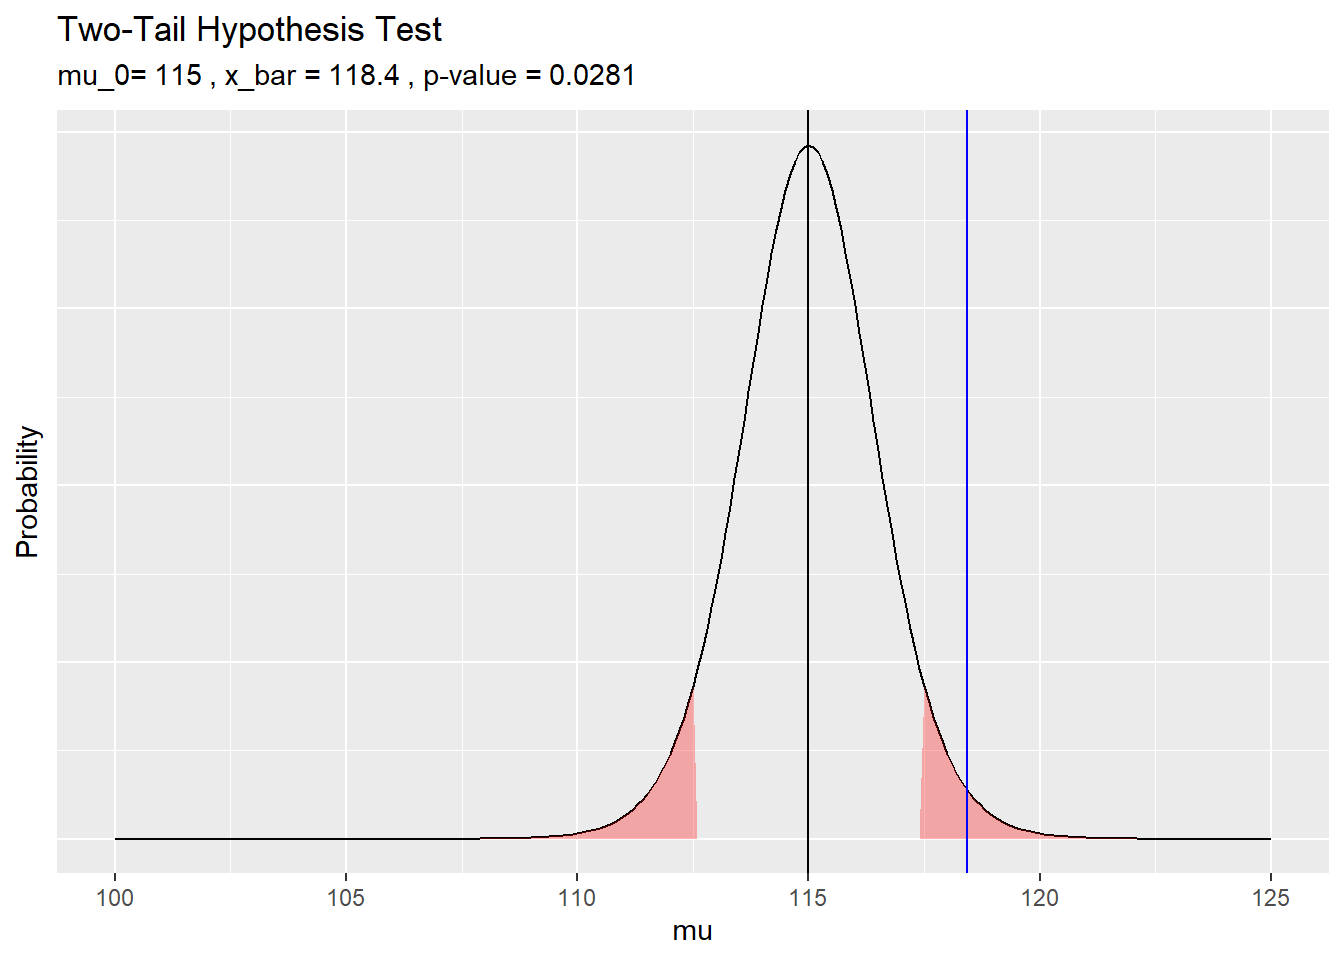 Two-Tail Hypothesis Test
mu_0= 115 , x_bar = 118.4 , p-value = 0.0281
Probability
100 105 110 115 120 125
mu